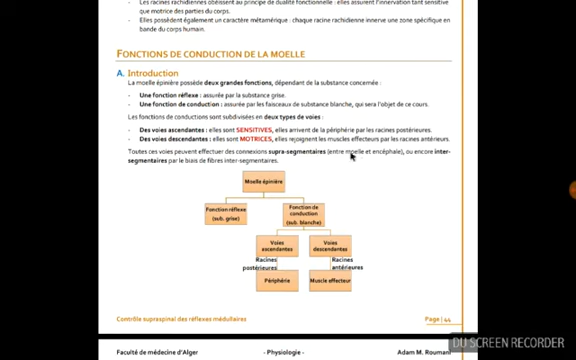 - Les racines rachidiennes obéissent au principe de dualité fonctionnelle : elles assurent l'innervation tant sensitive
que motrice des parties du corps.
- Elles possèdent également un caractère métamérique : chaque racine rachidienne innerve une zone spécifique en
bande du corps humain.
FONCTIONS DE CONDUCTION DE LA MOELLE
A. Introduction
La moelle épinière possède deux grandes fonctions, dépendant de la substance concernée :
- Une fonction réflexe : assurée par la substance grise.
- Une fonction de conduction : assurée par les faisceaux de substance blanche, qui sera l'objet de ce cours.
Les fonctions de conductions sont subdivisées en deux types de voies :
- Des voies ascendantes : elles sont SENSITIVES, elles arrivent de la périphérie par les racines postérieures.
- Des voies descendantes : elles sont MOTRICES, elles rejoignent les muscles effecteurs par les racines antérieures.
Toutes ces voies peuvent effectuer des connexions supra-segmentaires (entre moelle et encéphale), ou encore inter-
segmentaires par le biais de fibres inter-segmentaires.
Moelle épinière
Fonction réflexe
(sub. grise)
Fonction de
conduction
(sub. blanche)
Voies
ascendantes
Voies
descendantes
Racines
postérieures
Racines
antérieures
Périphérie
Muscle effecteur
Contrôle supraspinal des réflexes médullaires
Page | 44
DU SCREEN RECORDER
Faculté de médecine d'Alger
- Physiologie -
Adam M. Roumani